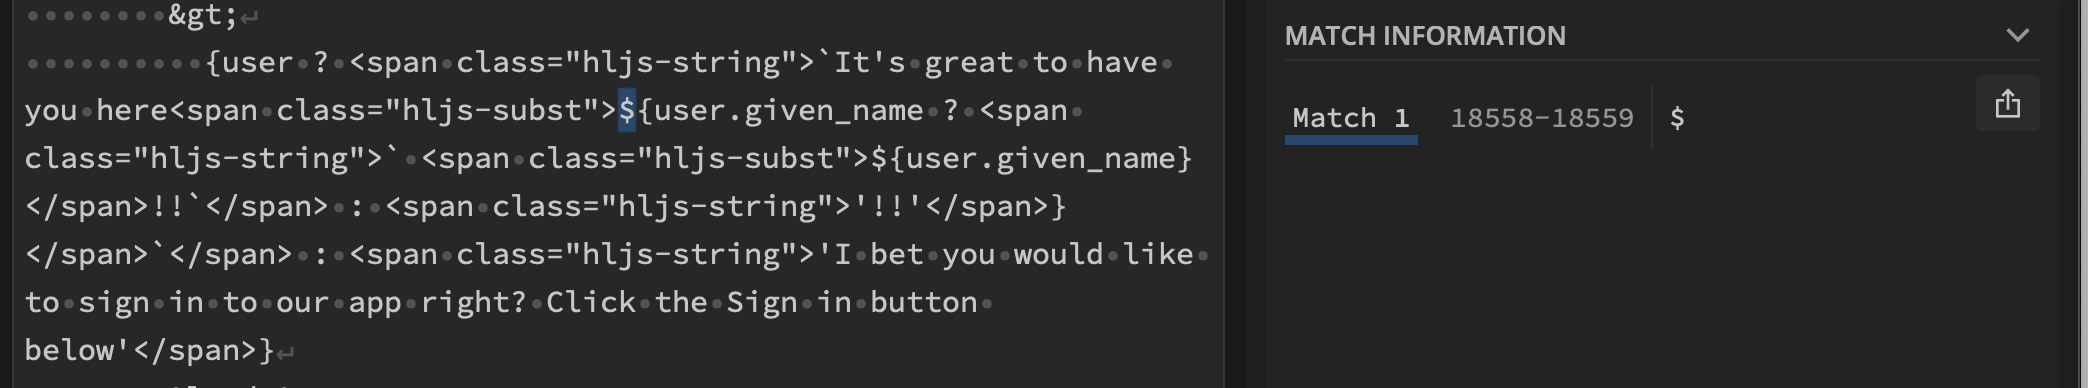 &gt;
{user ? <span class="hljs-string">`It's great to have
you here<span class="hljs-subst">${user.given_name ? <span
class="hljs-string">` <span class="hljs-subst">${user.given_name}
</span>!!`</span> : <span class="hljs-string">'!!'</span>}
</span>`</span> : <span class="hljs-string">'I bet you would like
to sign in to our app right? Click the Sign in button
below'</span>}
MATCH INFORMATION
Match 1 18558-18559 $